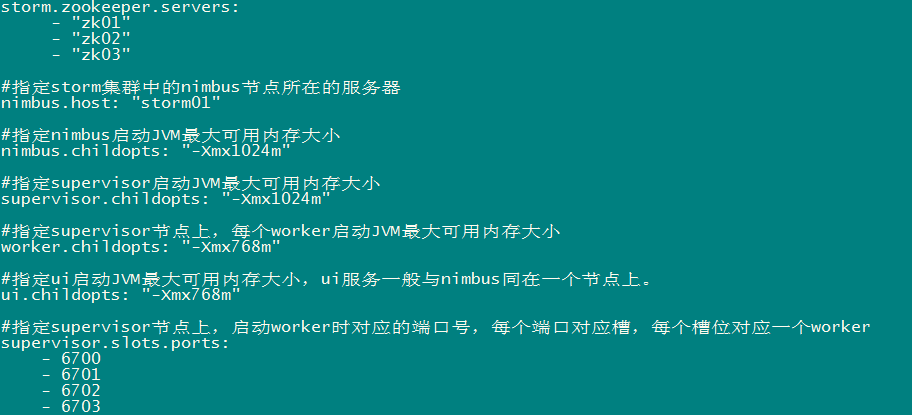 storm.zookeeper.servers:
- "zk01"
- "zk02"
- "zk03"
#指定storm集群中的nimbus节点所在的服务器
nimbus.host: "storm01"
#指定nimbus启动JVM最大可用内存大小
nimbus.childopts: "-Xmx1024m"
#指定supervisor启动JVM最大可用内存大小
supervisor.childopts: "-Xmx1024m"
#指定supervisor节点上，每个worker启动JVM最大可用内存大小
worker.childopts: "-Xmx768m"
#指定ui启动JVM最大可用内存大小，ui服务一般与nimbus同在一个节点上。
ui.childopts: "-Xmx768m"
#指定supervisor节点上，启动worker时对应的端口号，每个端口对应槽，每个槽位对应一个worker
supervisor.slots.ports:
- 6700
- 6701
- 6702
- 6703